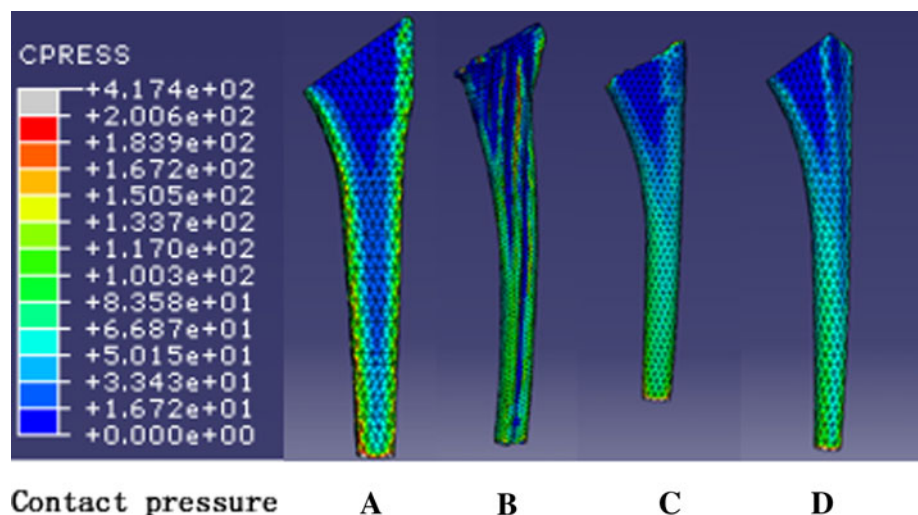 CPRESS
+4.174e+02
+2.006e+02
+1.839e+02
+1.672e+02
+1.505e+02
+1.337e+02
+1.170e+02
+1.003e+02
+8.358e+01
+6.687e+01
+5.015e+01
+3.343e+01
+1.672e+01
+0.000e+00
Contact pressure A B C D